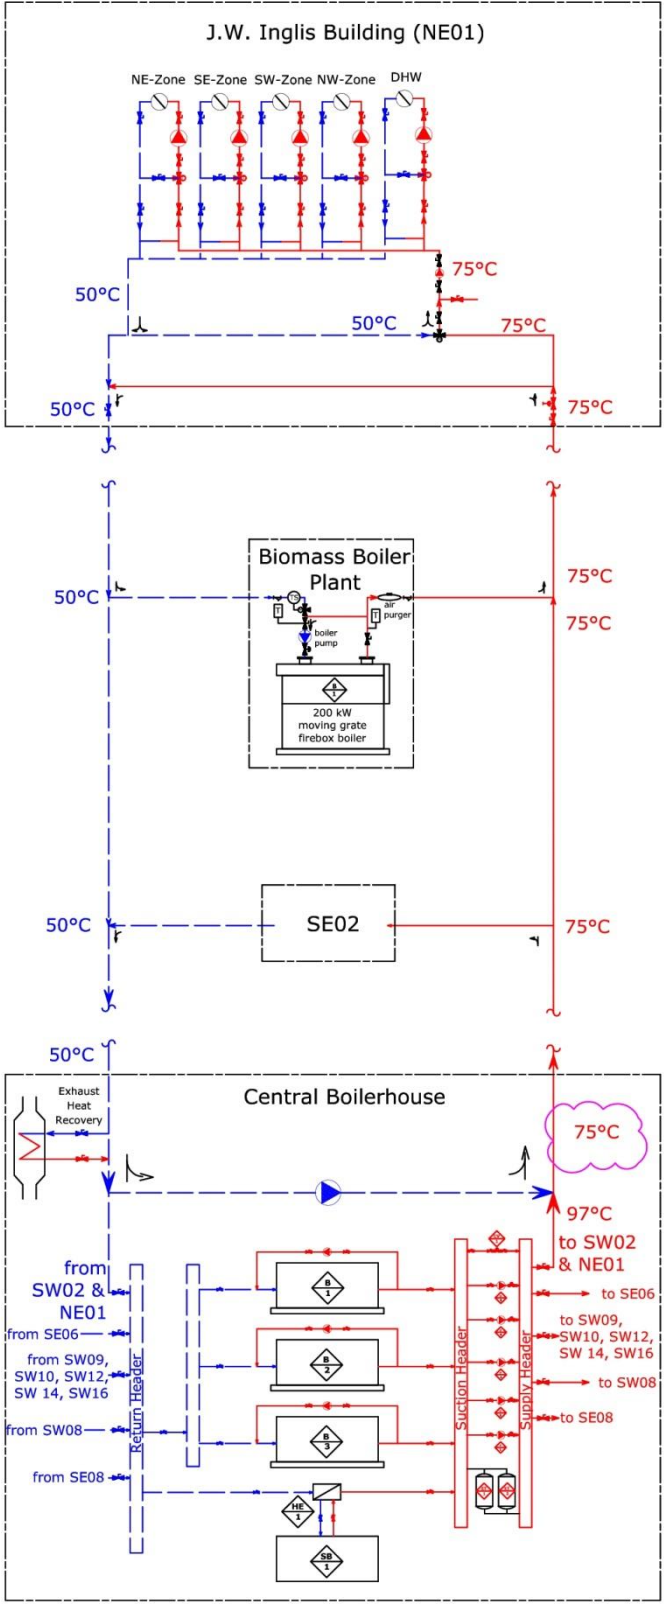 J.W. Inglis Building (NE01)
NE-Zone SE-Zone SW-Zone NW-Zone DHW
75°C
50°C
50°C
75°C
50°C
75°C
Biomass Boiler
Plant
75°C
50°C
TS
T
T
air
purger
75°C
boiler
pump
B
1
200 kW
moving grate
firebox boiler
50°C
SE02
75°C
50°C
Central Boilerhouse
Exhaust
Heat
Recovery
75°C
97°C
from
SW02 &
NE01
to SW02
& NE01
from SE06
from SW09,
SW10, SW12,
SW 14, SW16
from SW08
from SE08
Return Header
B
1
B
2
B
3
HE
1
SB
1
Suction Header
Supply Header
to SE06
to SW09,
SW10, SW12,
SW 14, SW16
to SW08
to SE08